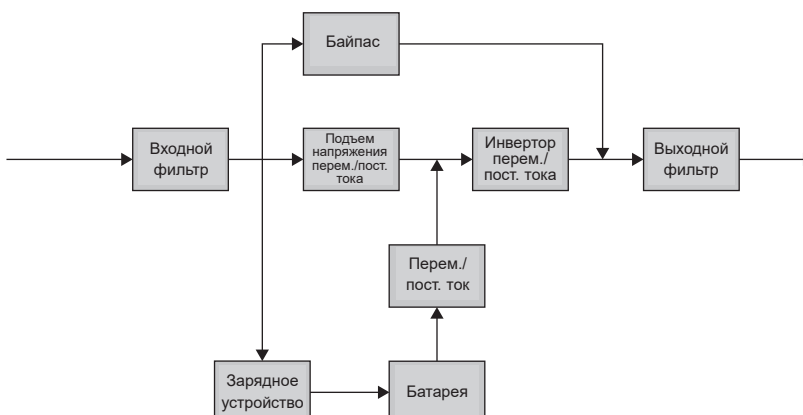 Байпас
Входной
фильтр
Подъем
напряжения
перем./пост.
тока
Инвертор
перем./
пост. тока
Выходной
фильтр
Перем./
пост. ток
Зарядное
устройство
Батарея